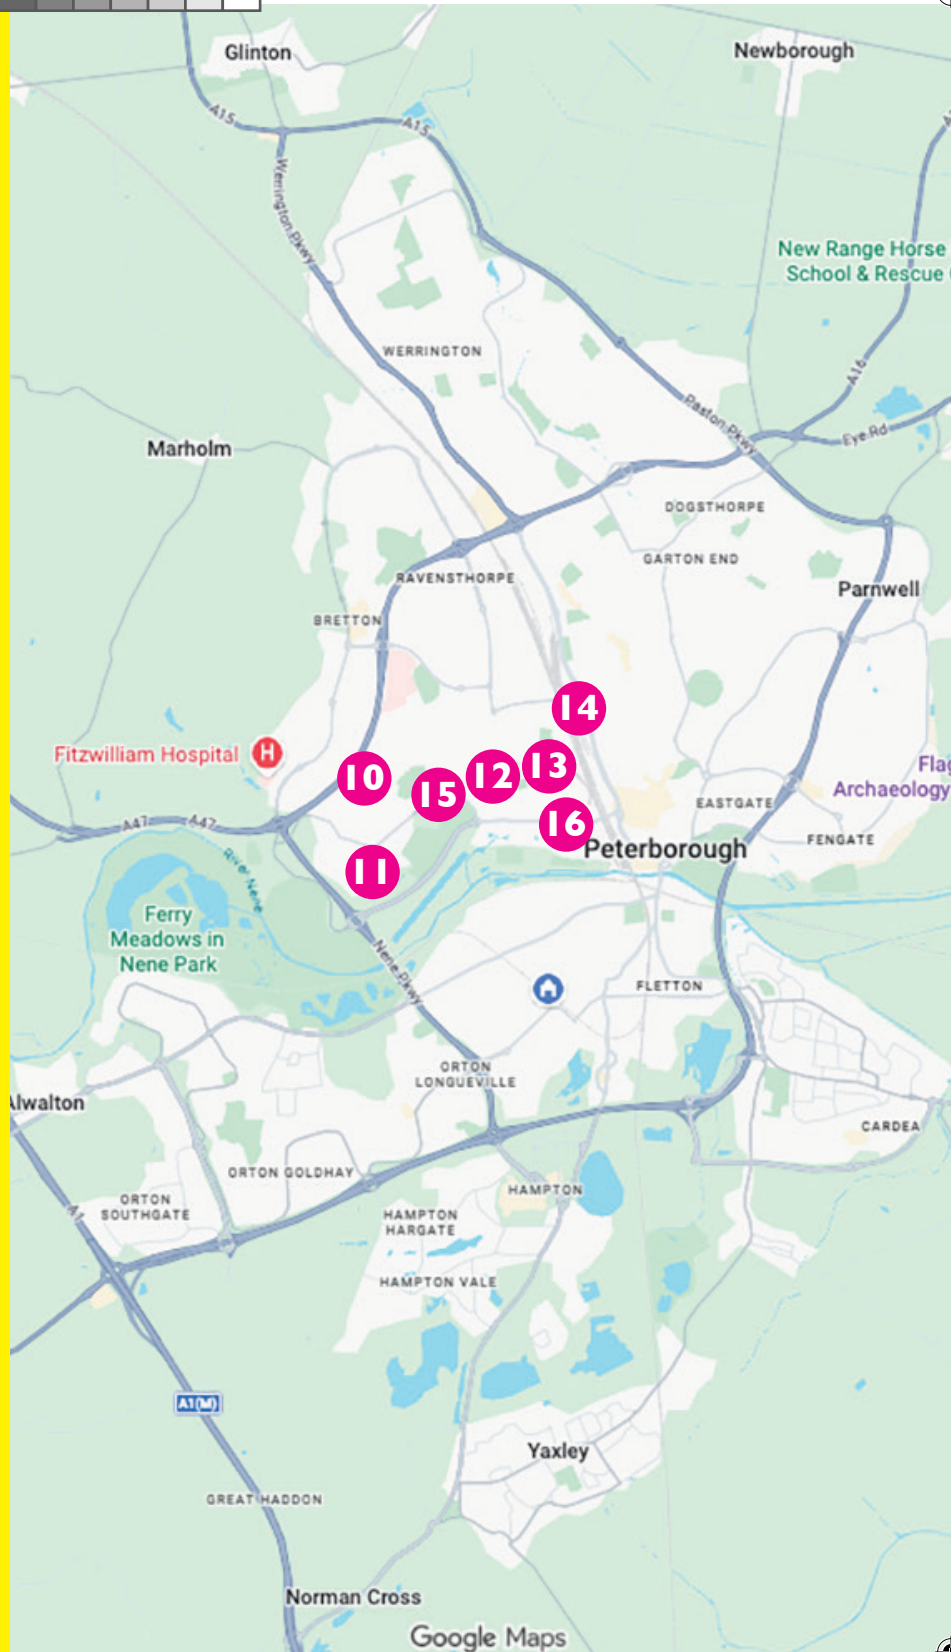 Glinton
Newborough
A15
A15
Werrington Pkwy
New Range Horse
School & Rescue
WERRINGTON
A16
Paston Pkwy
Eye Rd
Marholm
DOGSTHORPE
GARTON END
RAVENSTHORPE
Parnwell
BRETTON
14
Fitzwilliam Hospital
H
10
15
12
13
Flag
Archaeology
EASTGATE
16
A47
A47
FENGATE
Peterborough
River Nene
11
Ferry
Meadows in
Nene Park
Nene Pkwy
FLETTON
ORTON
LONGUEVILLE
Alwalton
CARDEA
ORTON GOLDHAY
HAMPTON
ORTON
SOUTHGATE
A1
HAMPTON
HARGATE
HAMPTON VALE
A1(M)
Yaxley
GREAT HADDON
Norman Cross
Google Maps